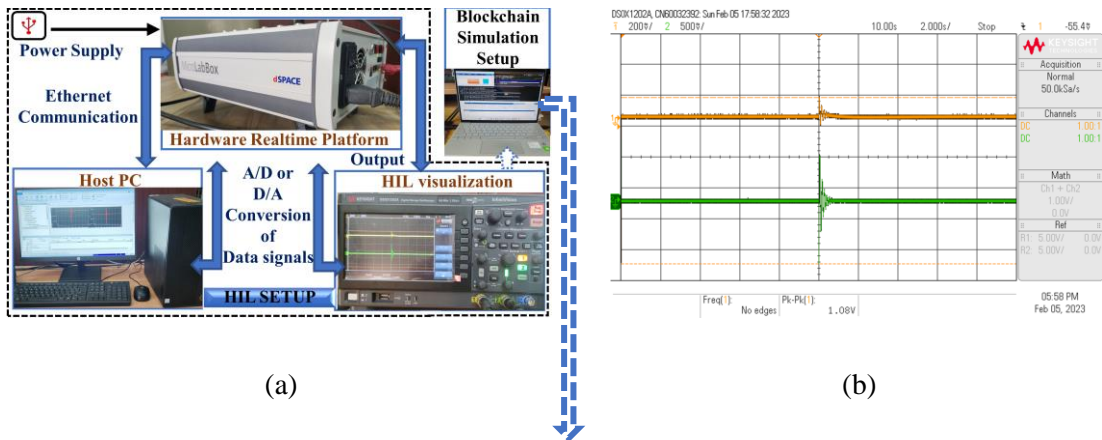 Power Supply
Ethernet
Communication
MicroLabBox
dSPACE
Hardware Realtime Platform
Blockchain
Simulation
Setup
Output
Host PC
A/D or
D/A
Conversion
of
Data signals
HIL SETUP
HIL visualization
KEYSIGHT
(a)
DSOX1202A, CN60032392: Sun Feb 05 17:58:32 2023
1 200♉/ 2 500♉/ 10.00s 2.000s/ Stop 1 -55.4♉
KEYSIGHT
Acquisition
Normal
50.0kSa/s
Channels
DC 1.00:1
DC 1.00:1
Math
Ch1 + Ch2
1.00V/
0.0V
Ref
R1: 5.00V/ 0.0V
R2: 5.00V/ 0.0V
Freq(1):
No edges
Pk-Pk(1):
1.08V
05:58 PM
Feb 05, 2023
(b)